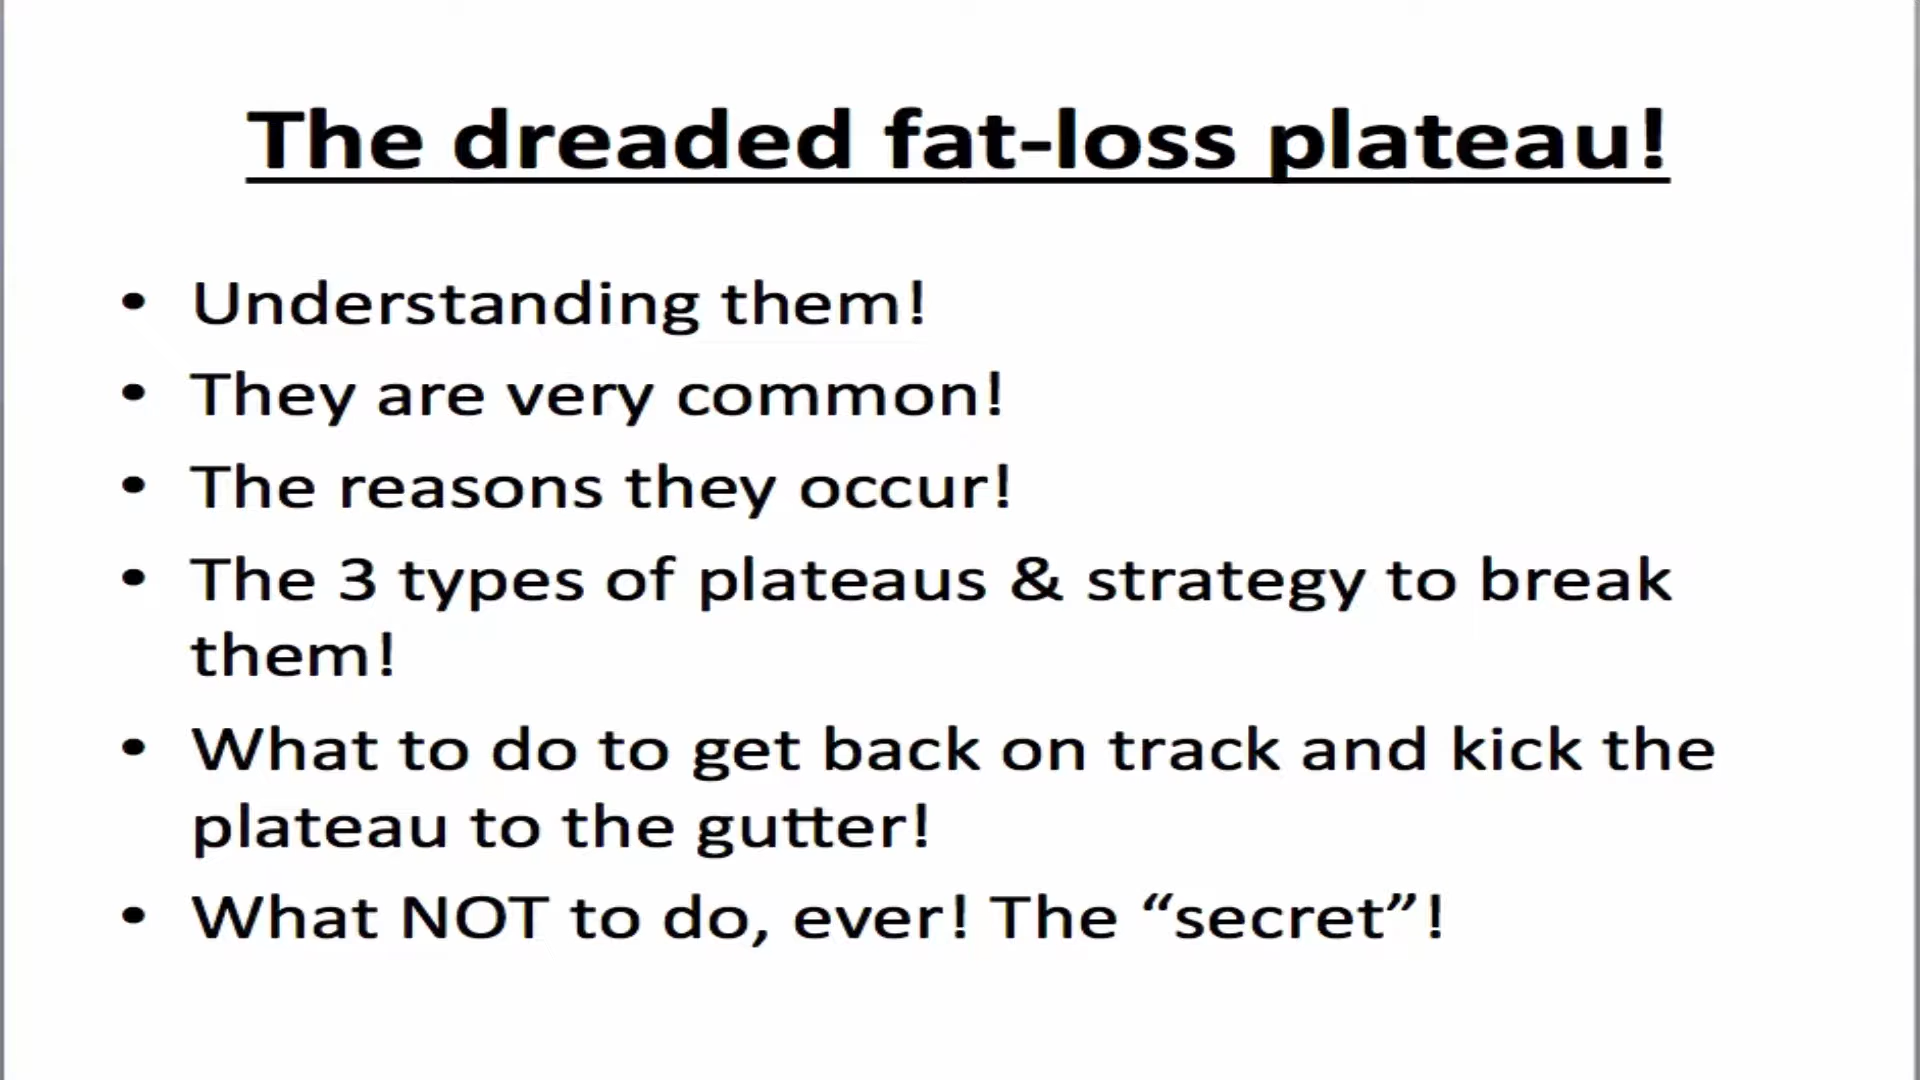 The dreaded fat-loss plateau!
• Understanding them!
• They are very common!
• The reasons they occur!
• The 3 types of plateaus & strategy to break
them!
• What to do to get back on track and kick the
plateau to the gutter!
• What NOT to do, ever! The “secret”!